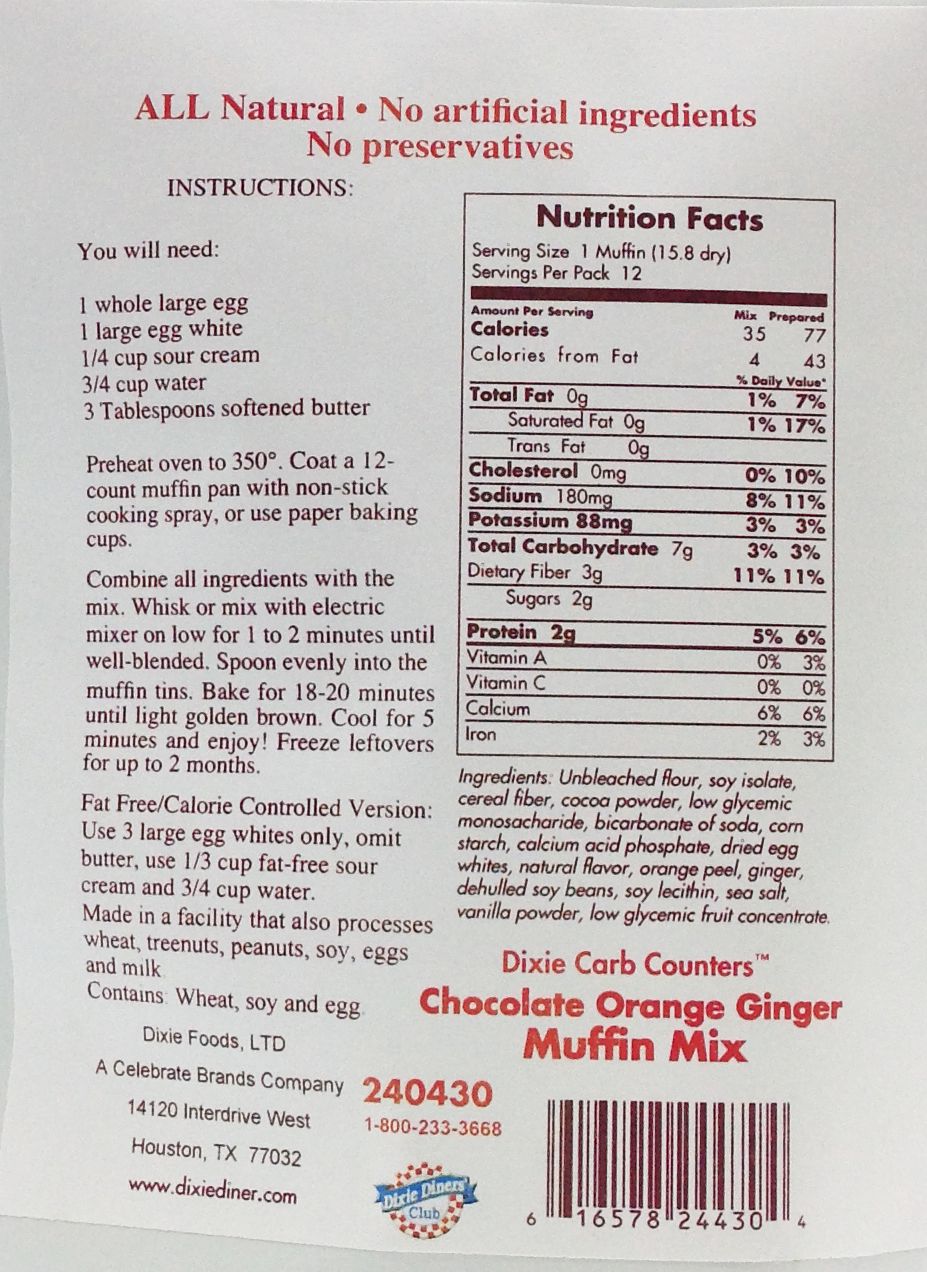 ALL Natural • No artificial ingredients
No preservatives
INSTRUCTIONS:
You will need:
1 whole large egg
1 large egg white
1/4 cup sour cream
3/4 cup water
3 Tablespoons softened butter
Preheat oven to 350°. Coat a 12-
count muffin pan with non-stick
cooking spray, or use paper baking
cups.
Combine all ingredients with the
mix. Whisk or mix with electric
mixer on low for 1 to 2 minutes until
well-blended. Spoon evenly into the
muffin tins. Bake for 18-20 minutes
until light golden brown. Cool for 5
minutes and enjoy! Freeze leftovers
for up to 2 months.
Fat Free/Calorie Controlled Version:
Use 3 large egg whites only, omit
butter, use 1/3 cup fat-free sour
cream and 3/4 cup water.
Made in a facility that also processes
wheat, treenuts, peanuts, soy, eggs
and milk
Contains: Wheat, soy and egg.
Dixie Foods, LTD
A Celebrate Brands Company
14120 Interdrive West
Houston, TX 77032
www.dixiediner.com
Nutrition Facts
Serving Size 1 Muffin (15.8 dry)
Servings Per Pack 12
Amount Per Serving Mix Prepared
Calories 35 77
Calories from Fat 4 43
% Daily Value*
Total Fat 0g 1% 7%
Saturated Fat 0g 1% 17%
Trans Fat 0g
Cholesterol 0mg 0% 10%
Sodium 180mg 8% 11%
Potassium 88mg 3% 3%
Total Carbohydrate 7g 3% 3%
Dietary Fiber 3g 11% 11%
Sugars 2g
Protein 2g 5% 6%
Vitamin A 0% 3%
Vitamin C 0% 0%
Calcium 6% 6%
Iron 2% 3%
Ingredients: Unbleached flour, soy isolate,
cereal fiber, cocoa powder, low glycemic
monosacharide, bicarbonate of soda, corn
starch, calcium acid phosphate, dried egg
whites, natural flavor, orange peel, ginger,
dehulled soy beans, soy lecithin, sea salt,
vanilla powder, low glycemic fruit concentrate.
Dixie Carb Counters™
Chocolate Orange Ginger
Muffin Mix
240430
1-800-233-3668
Dixie Diners'
Club
6 16578 24430 4